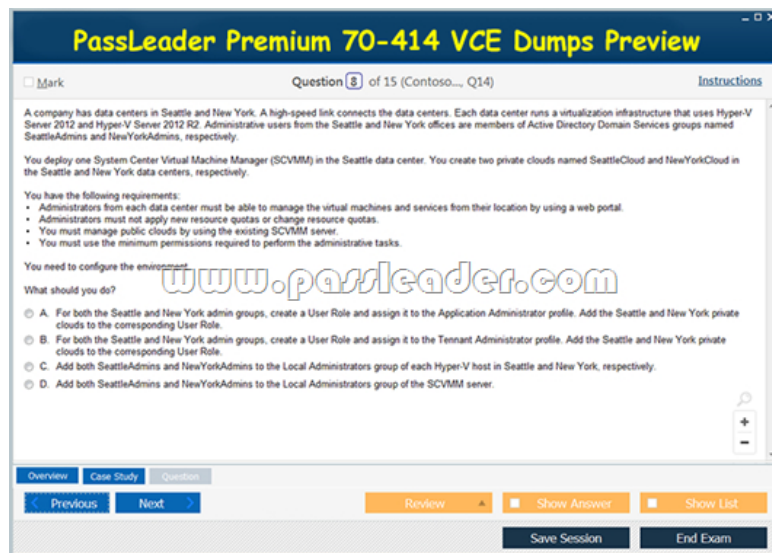 PassLeader Premium 70-414 VCE Dumps Preview
Mark
Question 8 of 15 (Contoso..., Q14)
Instructions
A company has data centers in Seattle and New York. A high-speed link connects the data centers. Each data center runs a virtualization infrastructure that uses Hyper-V
Server 2012 and Hyper-V Server 2012 R2. Administrative users from the Seattle and New York offices are members of Active Directory Domain Services groups named
SeattleAdmins and NewYorkAdmins, respectively.
You deploy one System Center Virtual Machine Manager (SCVMM) in the Seattle data center. You create two private clouds named SeattleCloud and NewYorkCloud in
the Seattle and New York data centers, respectively.
You have the following requirements:
• Administrators from each data center must be able to manage the virtual machines and services from their location by using a web portal.
• Administrators must not apply new resource quotas or change resource quotas.
• You must manage public clouds by using the existing SCVMM server.
• You must use the minimum permissions required to perform the administrative tasks.
You need to configure the environment.
www.passleader.com
What should you do?
A. For both the Seattle and New York admin groups, create a User Role and assign it to the Application Administrator profile. Add the Seattle and New York private
clouds to the corresponding User Role.
B. For both the Seattle and New York admin groups, create a User Role and assign it to the Tennant Administrator profile. Add the Seattle and New York private
clouds to the corresponding User Role.
C. Add both SeattleAdmins and NewYorkAdmins to the Local Administrators group of each Hyper-V host in Seattle and New York, respectively.
D. Add both SeattleAdmins and NewYorkAdmins to the Local Administrators group of the SCVMM server.
Overview Case Study Question
Previous Next Review Show Answer Show List
Save Session End Exam